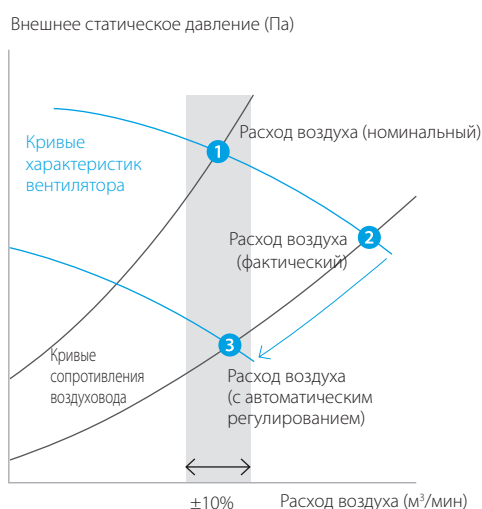 Внешнее статическое давление (Па)
Кривые
характеристик
вентилятора
1
Расход воздуха (номинальный)
Расход воздуха
(фактический)
2
3
Кривые
сопротивления
воздуховода
Расход воздуха
(с автоматическим
регулированием)
±10%
Расход воздуха (м³/мин)